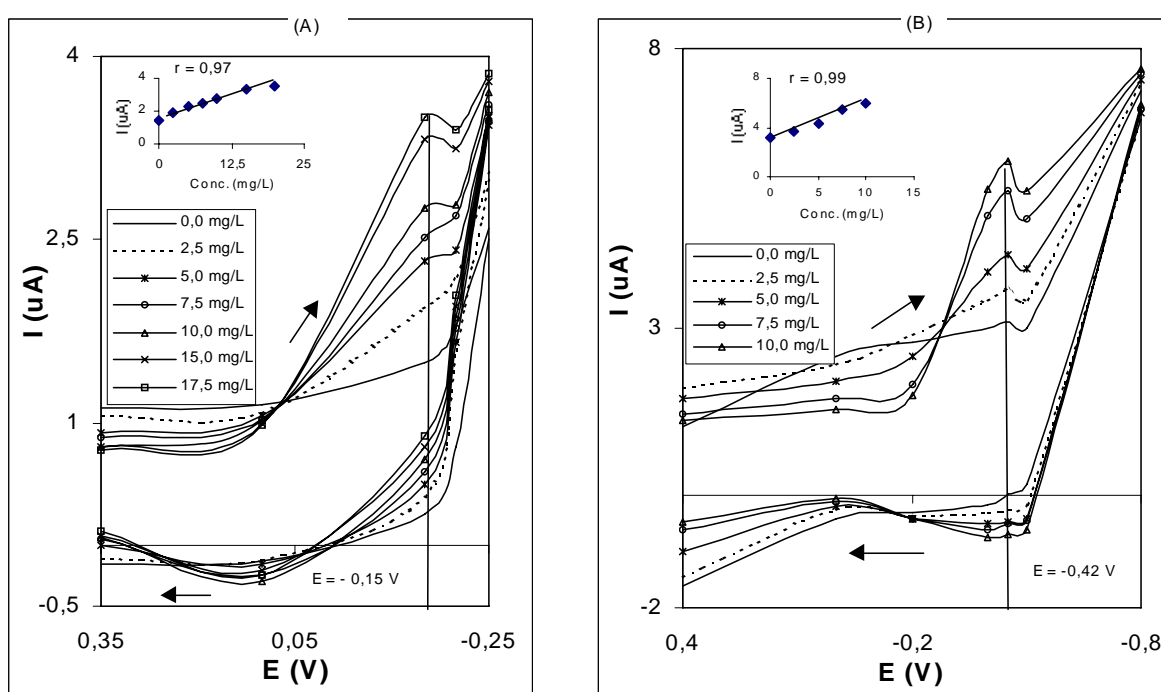 (A)
4
r = 0,97
4
2
0
I (uA)
0
12,5
25
Conc. (mg/L)
0,0 mg/L
2,5 mg/L
5,0 mg/L
7,5 mg/L
10,0 mg/L
15,0 mg/L
17,5 mg/L
2,5
I (uA)
1
E = - 0,15 V
-0,5
0,35
0,05
-0,25
E (V)
(B)
8
r = 0,99
8
4
0
I (uA)
0
5
10
15
Conc. (mg/L)
0,0 mg/L
2,5 mg/L
5,0 mg/L
7,5 mg/L
10,0 mg/L
I (uA)
3
E = -0,42 V
-2
0,4
-0,2
-0,8
E (V)